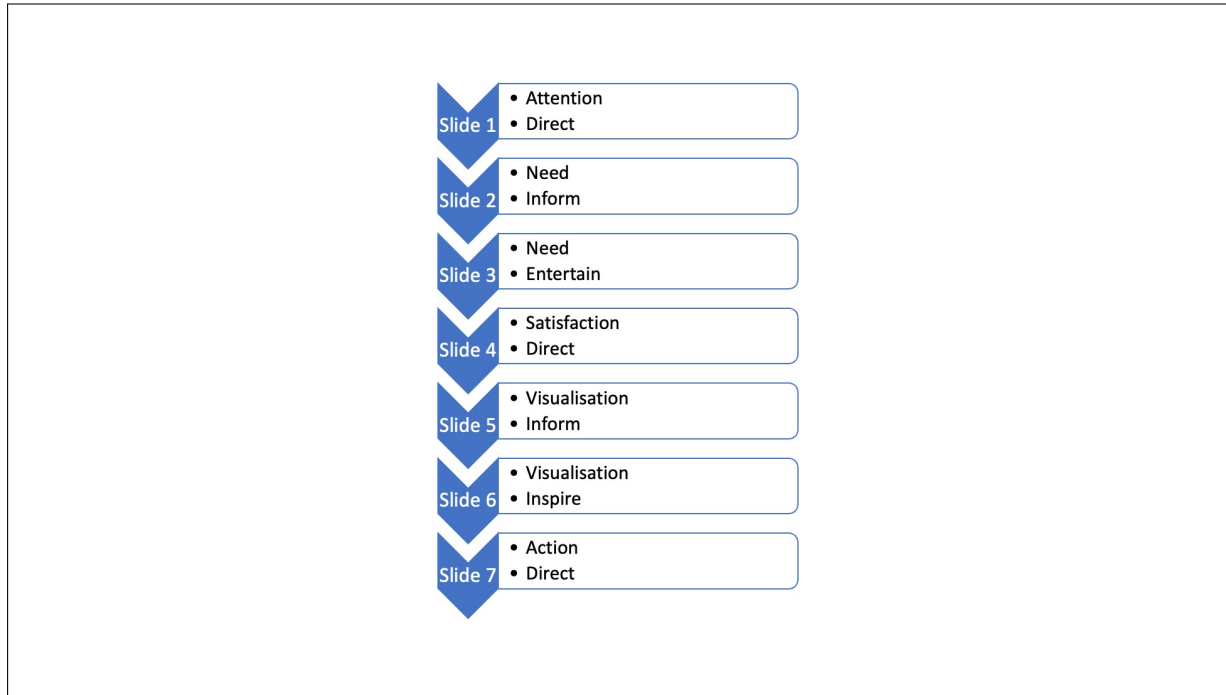 Slide 1
• Attention
• Direct
Slide 2
• Need
• Inform
Slide 3
• Need
• Entertain
Slide 4
• Satisfaction
• Direct
Slide 5
• Visualisation
• Inform
Slide 6
• Visualisation
• Inspire
Slide 7
• Action
• Direct